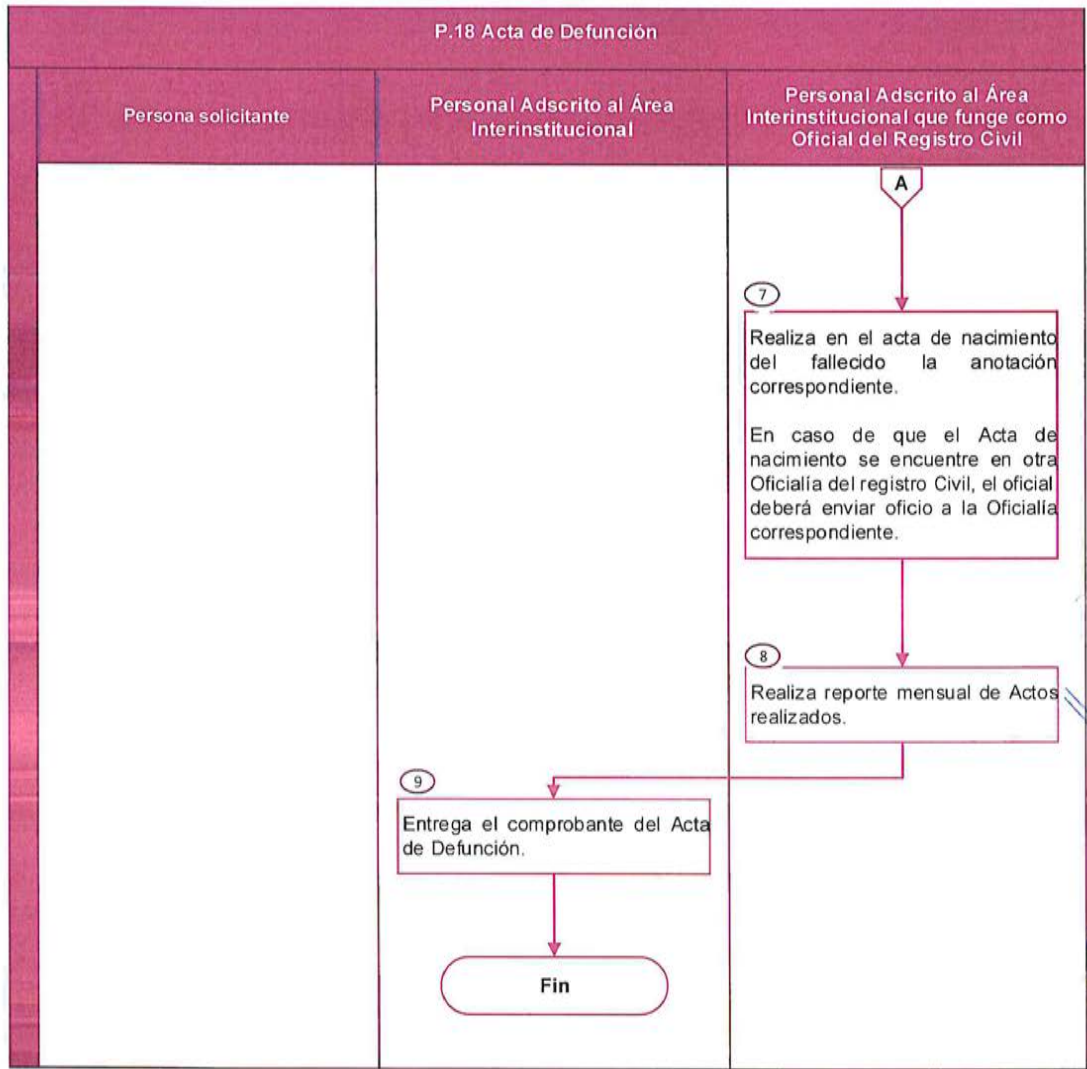 P.18 Acta de Defunción
Persona solicitante
Personal Adscrito al Área
Interinstitucional
Personal Adscrito al Área
Interinstitucional que funge como
Oficial del Registro Civil
A
7
Realiza en el acta de nacimiento
del fallecido la anotación
correspondiente.
En caso de que el Acta de
nacimiento se encuentre en otra
Oficialía del registro Civil, el oficial
deberá enviar oficio a la Oficialía
correspondiente.
8
Realiza reporte mensual de Actos
realizados.
9
Entrega el comprobante del Acta
de Defunción.
Fin